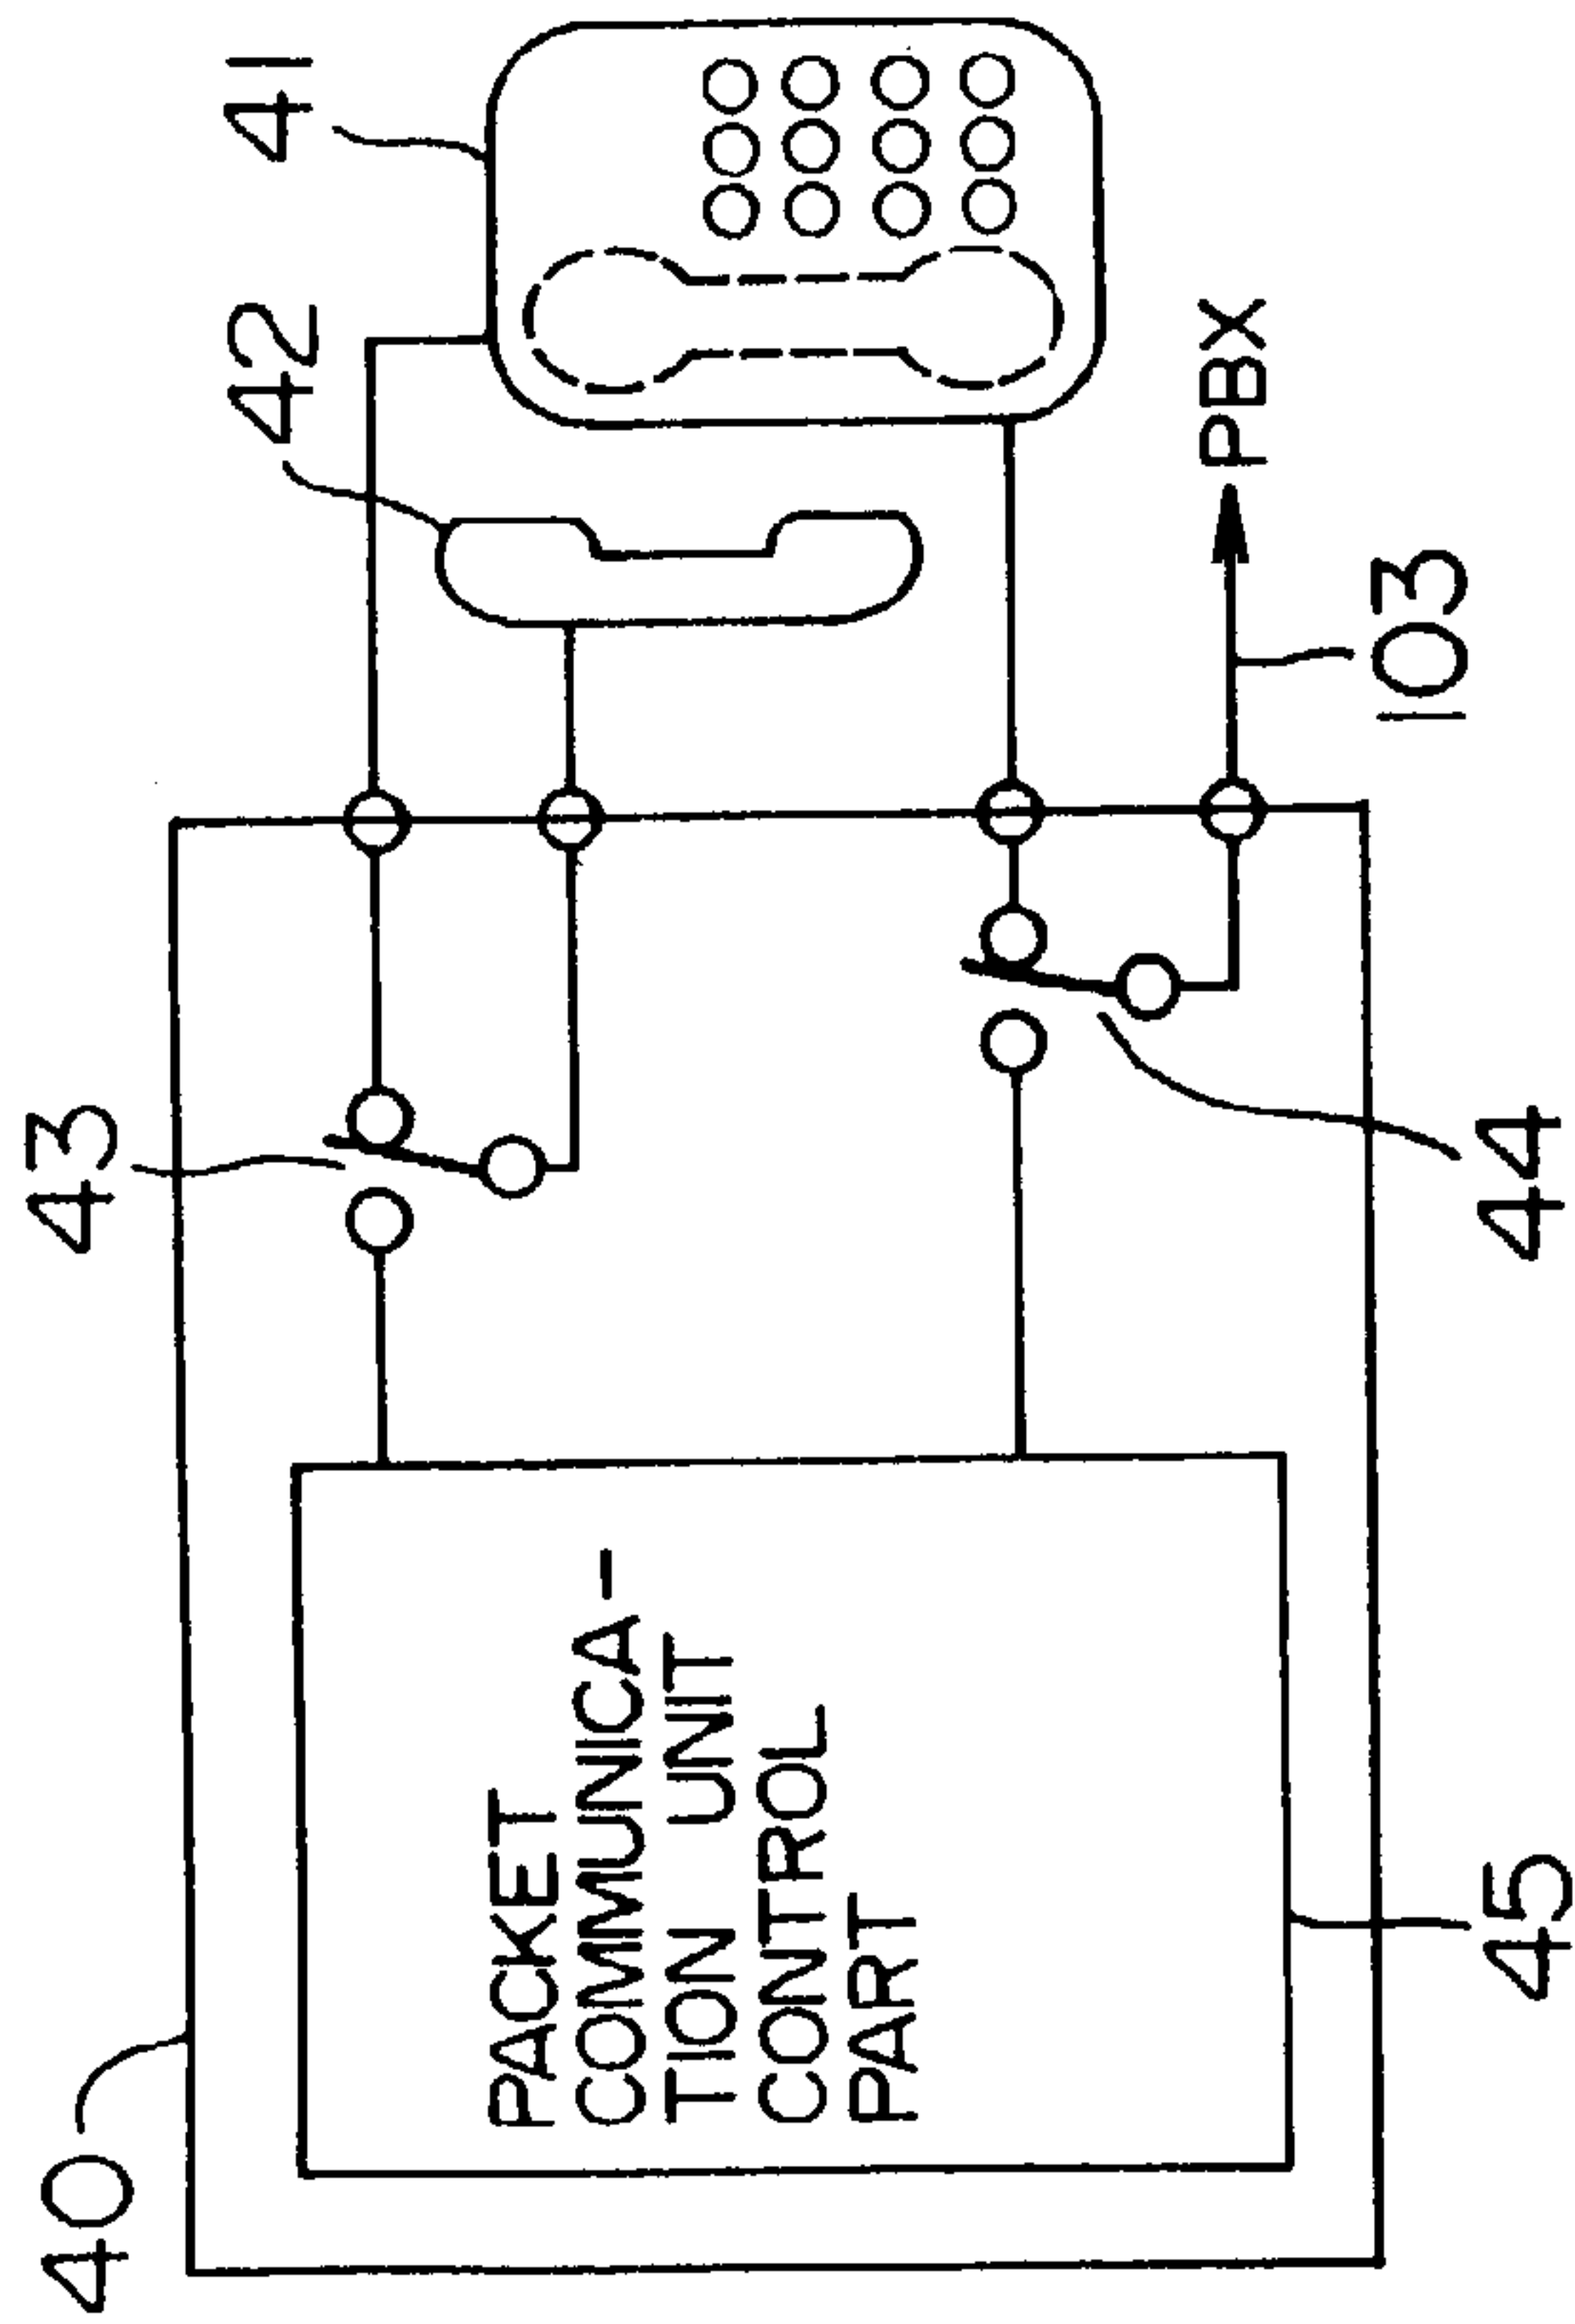 40
43
42
41
PACKET
COMMUNICA-
TION UNIT
CONTROL
PART
PBX
103
45
44